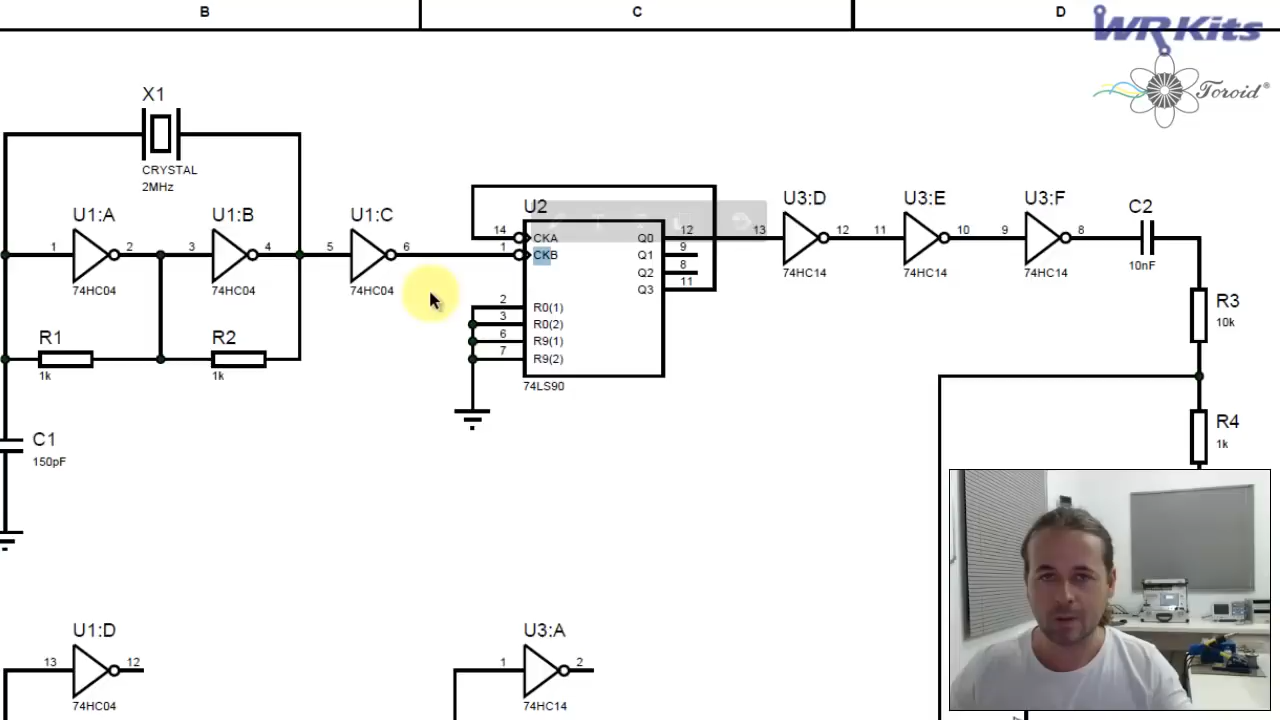 B
C
D
WR Kits
Toroid®
X1
CRYSTAL
2MHz
U1:A
1
2
74HC04
U1:B
3
4
74HC04
U1:C
5
6
74HC04
R1
1k
R2
1k
C1
150pF
U2
14
1
CKA
CKB
Q0
Q1
Q2
Q3
12
9
8
11
2
3
6
7
R0(1)
R0(2)
R9(1)
R9(2)
74LS90
U3:D
13
12
74HC14
U3:E
11
10
74HC14
U3:F
9
8
74HC14
C2
10nF
R3
10k
R4
1k
U1:D
13
12
74HC04
U3:A
1
2
74HC14